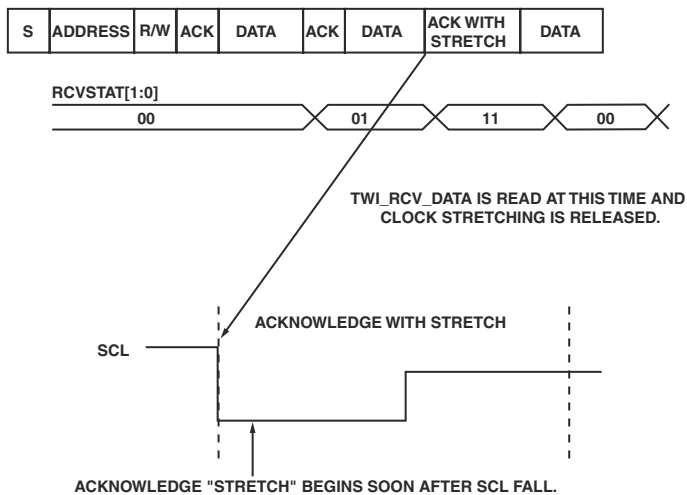 S ADDRESS R/W ACK DATA ACK DATA ACK WITH STRETCH DATA
RCVSTAT[1:0]
00 01 11 00
TWI_RCV_DATA IS READ AT THIS TIME AND
CLOCK STRETCHING IS RELEASED.
ACKNOWLEDGE WITH STRETCH
SCL
ACKNOWLEDGE "STRETCH" BEGINS SOON AFTER SCL FALL.